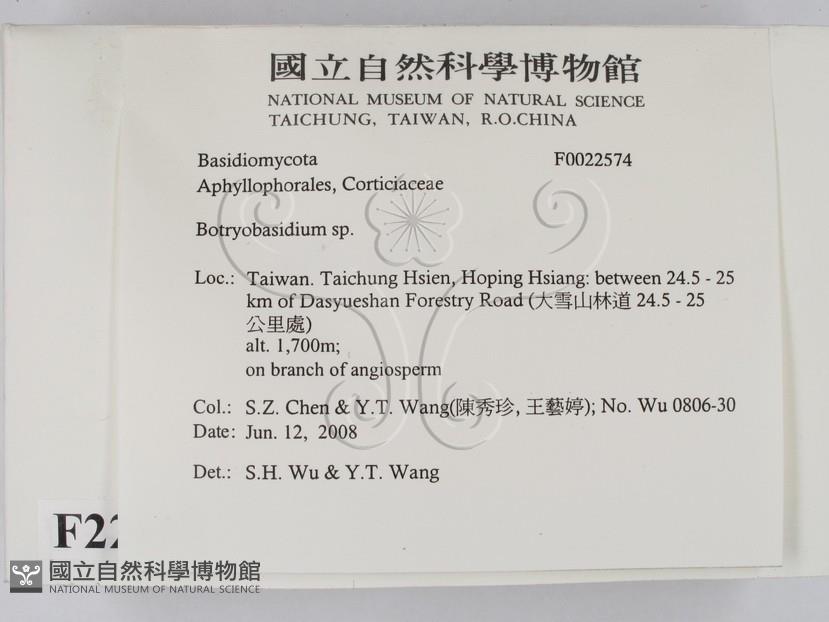 國立自然科學博物館
NATIONAL MUSEUM OF NATURAL SCIENCE
TAICHUNG, TAIWAN, R.O.CHINA
Basidiomycota F0022574
Aphyllophorales, Corticiaceae
Botryobasidium sp.
Loc.: Taiwan. Taichung Hsien, Hoping Hsiang: between 24.5 - 25
km of Dasyueshan Forestry Road (大雪山林道 24.5 - 25
公里處)
alt. 1,700m;
on branch of angiosperm
Col.: S.Z. Chen & Y.T. Wang(陳秀珍, 王藝婷); No. Wu 0806-30
Date: Jun. 12, 2008
Det.: S.H. Wu & Y.T. Wang
F22
國立自然科學博物館
NATIONAL MUSEUM OF NATURAL SCIENCE